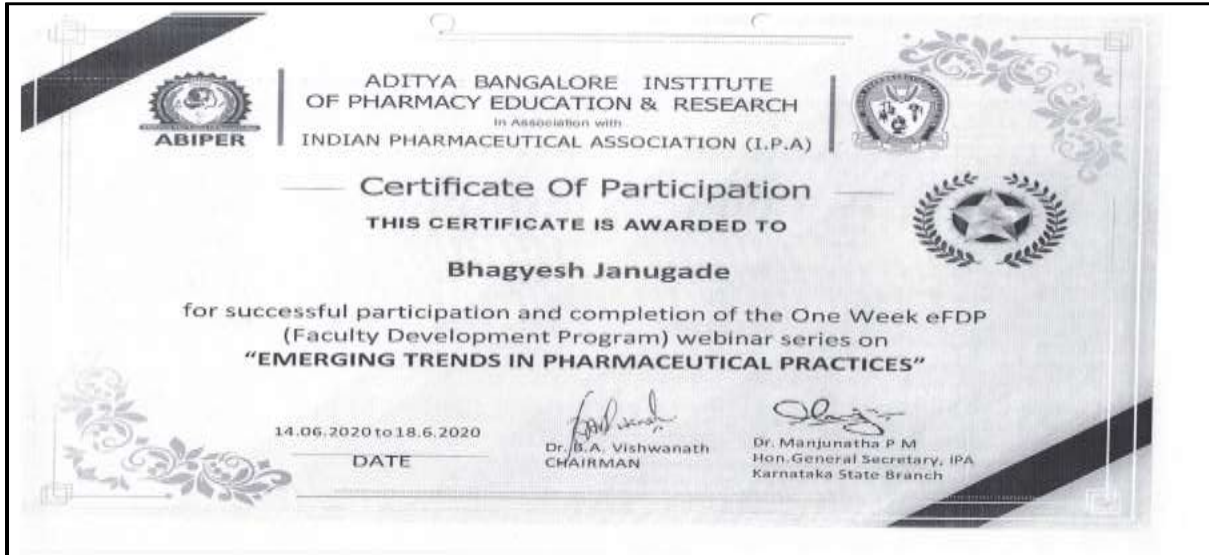 ADITYA BANGALORE INSTITUTE
OF PHARMACY EDUCATION & RESEARCH
In Association with
INDIAN PHARMACEUTICAL ASSOCIATION (I.P.A)
ABIPER
Certificate Of Participation
THIS CERTIFICATE IS AWARDED TO
Bhagyesh Janugade
for successful participation and completion of the One Week eFDP
(Faculty Development Program) webinar series on
“EMERGING TRENDS IN PHARMACEUTICAL PRACTICES”
14.06.2020 to 18.6.2020
DATE
Dr. B.A. Vishwanath
CHAIRMAN
Dr. Manjunatha P M
Hon.General Secretary, IPA
Karnataka State Branch